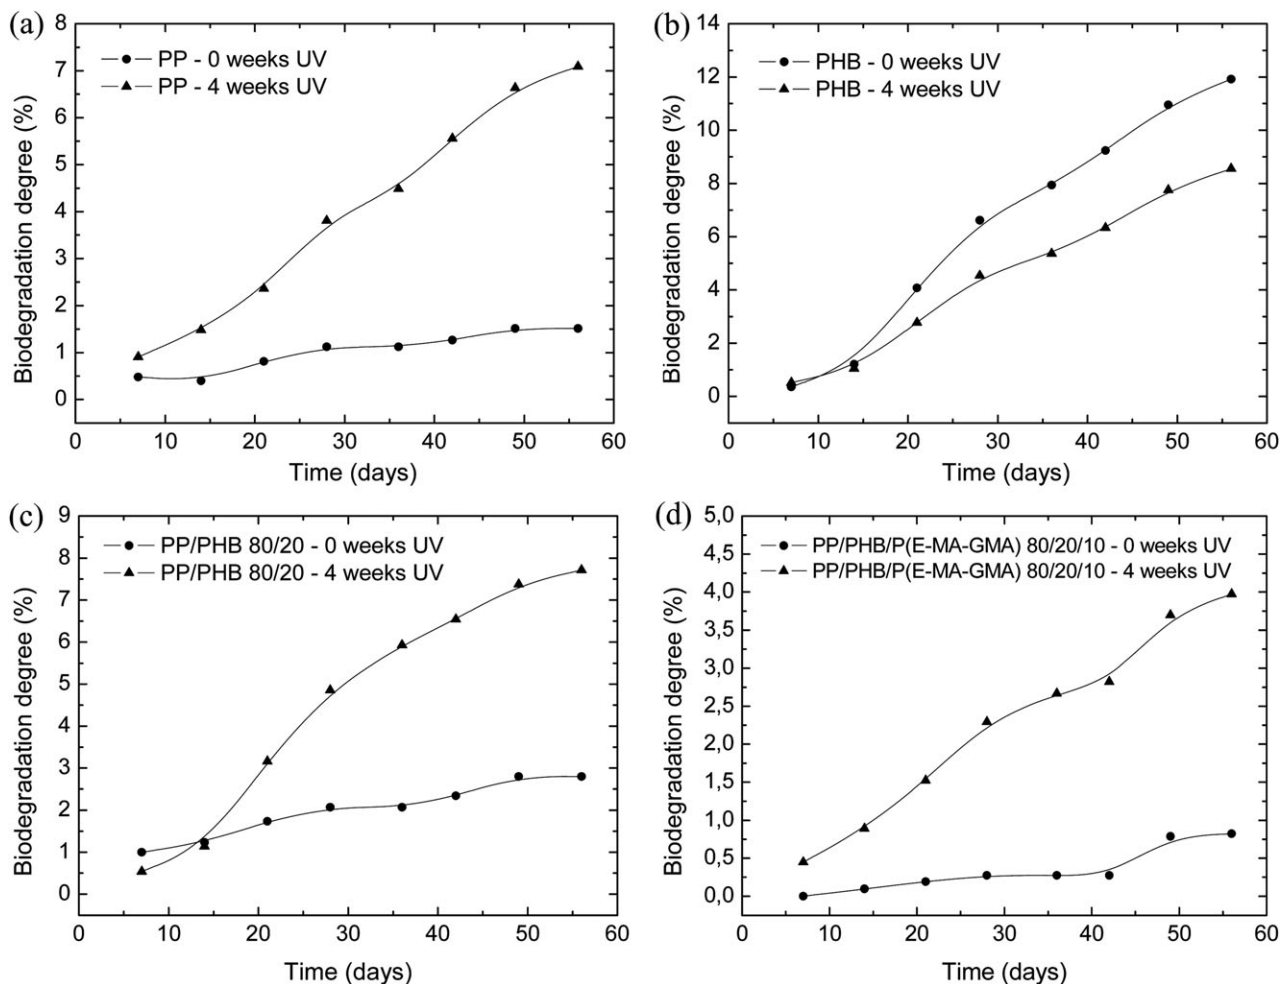 (a)
PP - 0 weeks UV
PP - 4 weeks UV
Biodegradation degree (%)
8
7
6
5
4
3
2
1
0
0 10 20 30 40 50 60
Time (days)
(b)
PHB - 0 weeks UV
PHB - 4 weeks UV
Biodegradation degree (%)
14,0
12
10
8
6
4
2
0
0 10 20 30 40 50 60
Time (days)
(c)
PP/PHB 80/20 - 0 weeks UV
PP/PHB 80/20 - 4 weeks UV
Biodegradation degree (%)
9
8
7
6
5
4
3
2
1
0
0 10 20 30 40 50 60
Time (days)
(d)
PP/PHB/P(E-MA-GMA) 80/20/10 - 0 weeks UV
PP/PHB/P(E-MA-GMA) 80/20/10 - 4 weeks UV
Biodegradation degree (%)
5,0
4,5
4,0
3,5
3,0
2,5
2,0
1,5
1,0
0,5
0,0
0 10 20 30 40 50 60
Time (days)